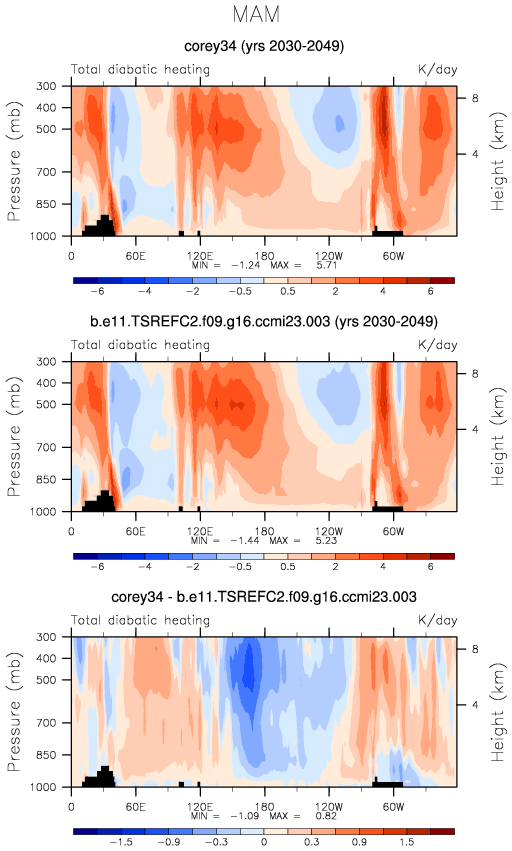 MAM
corey34 (yrs 2030-2049)
Total diabatic heating K/day
300
400
500
700
850
1000
Pressure (mb)
8
4
Height (km)
0 60E 120E 180 120W 60W
MIN = -1.24 MAX = 5.71
-6 -4 -2 -0.5 0.5 2 4 6
b.e11.TSREFC2.f09.g16.ccmi23.003 (yrs 2030-2049)
Total diabatic heating K/day
300
400
500
700
850
1000
Pressure (mb)
8
4
Height (km)
0 60E 120E 180 120W 60W
MIN = -1.44 MAX = 5.23
-6 -4 -2 -0.5 0.5 2 4 6
corey34 - b.e11.TSREFC2.f09.g16.ccmi23.003
Total diabatic heating K/day
300
400
500
700
850
1000
Pressure (mb)
8
4
Height (km)
0 60E 120E 180 120W 60W
MIN = -1.09 MAX = 0.82
-1.5 -0.9 -0.3 0 0.3 0.9 1.5